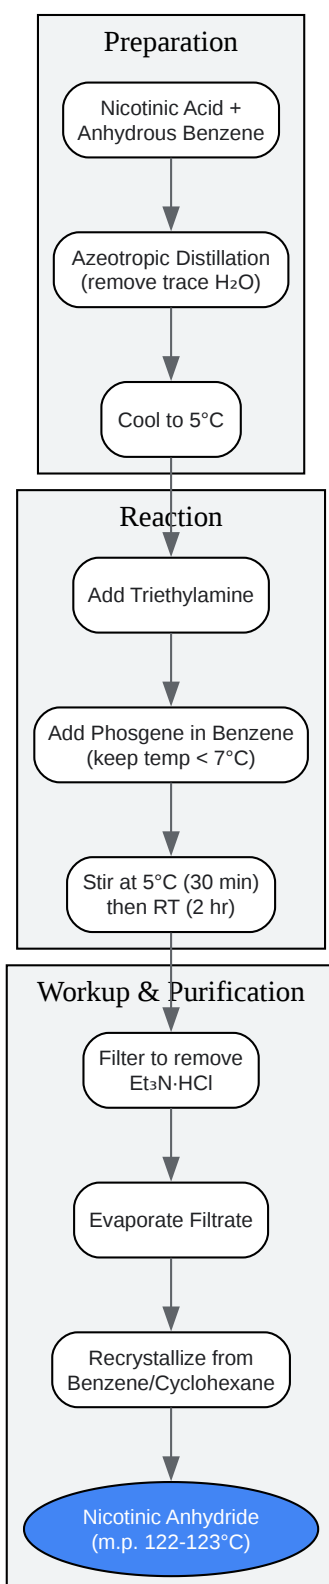 Preparation
Nicotinic Acid +
Anhydrous Benzene
Azeotropic Distillation
(remove trace H₂O)
Cool to 5°C
Reaction
Add Triethylamine
Add Phosgene in Benzene
(keep temp < 7°C)
Stir at 5°C (30 min)
then RT (2 hr)
Workup & Purification
Filter to remove
Et₃N·HCl
Evaporate Filtrate
Recrystallize from
Benzene/Cyclohexane
Nicotinic Anhydride
(m.p. 122-123°C)